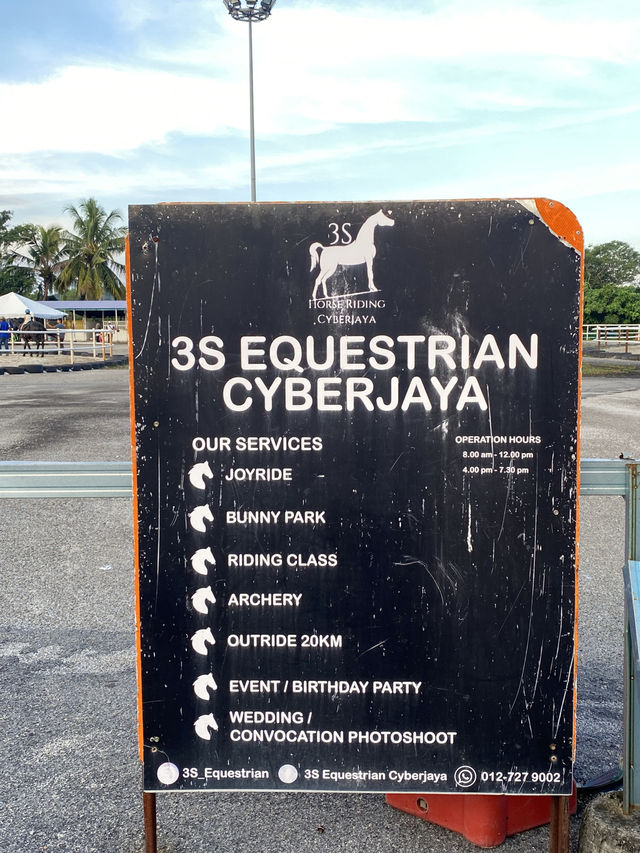 3S
HORSE RIDING
CYBERJAYA
3S EQUESTRIAN
CYBERJAYA
OUR SERVICES
OPERATION HOURS
8.00 am - 12.00 pm
4.00 pm - 7.30 pm
JOYRIDE
BUNNY PARK
RIDING CLASS
ARCHERY
OUTRIDE 20KM
EVENT / BIRTHDAY PARTY
WEDDING /
CONVOCATION PHOTOSHOOT
3S_Equestrian 3S Equestrian Cyberjaya 012-727 9002